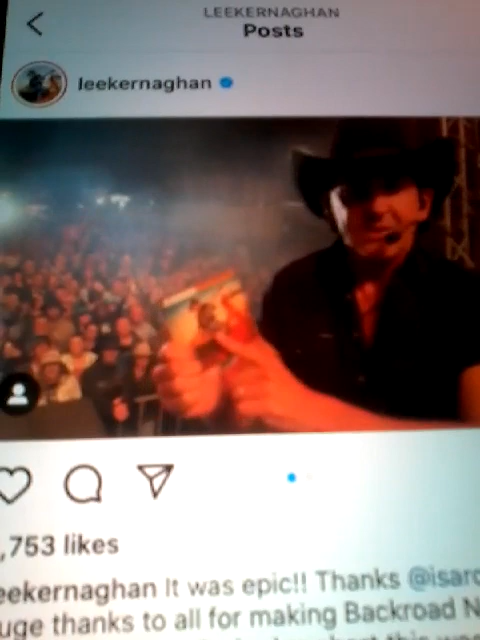 LEEKERNAGHAN
Posts
leekernaghan
,753 likes
eekernaghan It was epic!! Thanks @isaro
uge thanks to all for making Backroad N